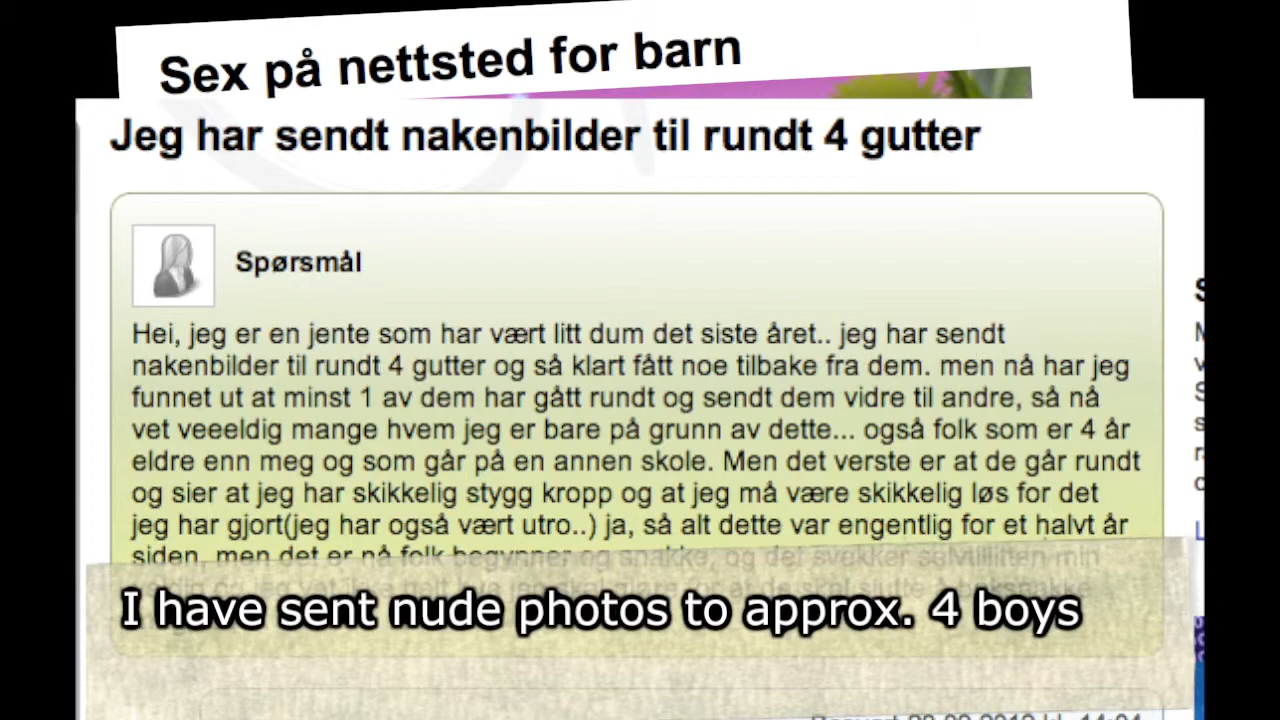 Sex på nettsted for barn
Jeg har sendt nakenbilder til rundt 4 gutter
Spørsmål
Hei, jeg er en jente som har vært litt dum det siste året.. jeg har sendt
nakenbilder til rundt 4 gutter og så klart fått noe tilbake fra dem. men nå har jeg
funnet ut at minst 1 av dem har gått rundt og sendt dem vidre til andre, så nå
vet veeeldig mange hvem jeg er bare på grunn av dette... også folk som er 4 år
eldre enn meg og som går på en annen skole. Men det verste er at de går rundt
og sier at jeg har skikkelig stygg kropp og at jeg må være skikkelig løs for det
jeg har gjort(jeg har også vært utro..) ja, så alt dette var engentlig for et halvt år
siden, men det er nå folk begynner og snakke, og det svekker selvtilliten min
I have sent nude photos to approx. 4 boys